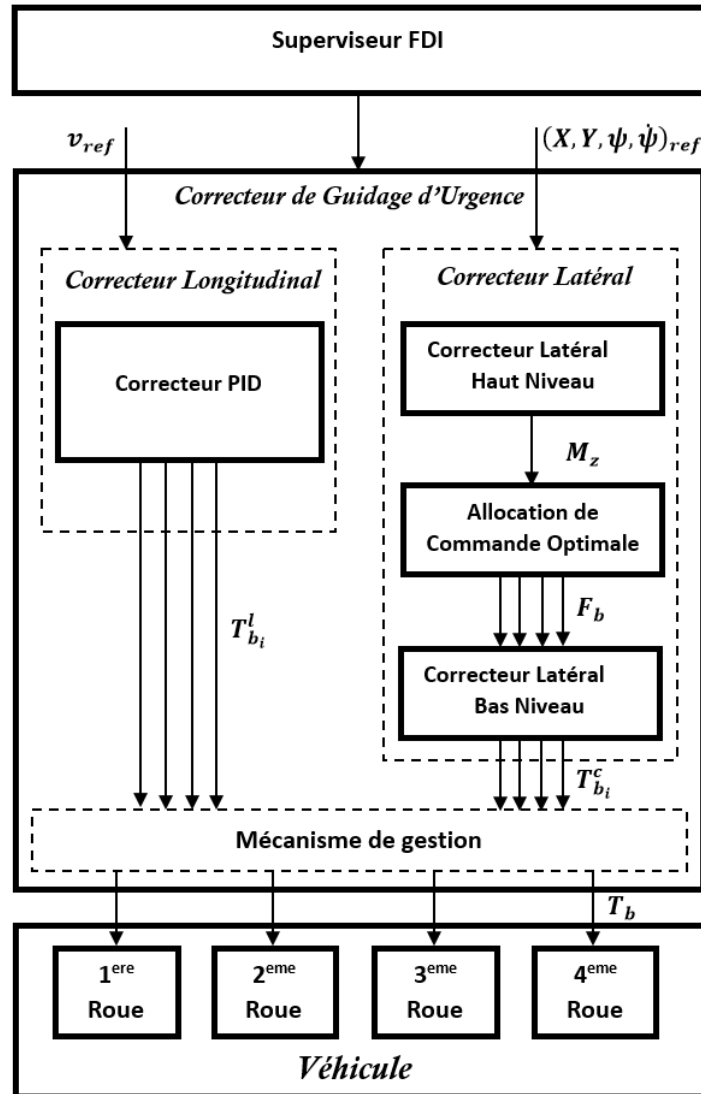 Superviseur FDI
v_ref
(X, Y, ψ, ψ̇)_ref
Correcteur de Guidage d'Urgence
Correcteur Longitudinal
Correcteur Latéral
Correcteur PID
Correcteur Latéral
Haut Niveau
M_z
Allocation de
Commande Optimale
F_b
T^l_{b_i}
Correcteur Latéral
Bas Niveau
T^c_{b_i}
Mécanisme de gestion
T_b
1^ere
Roue
2^eme
Roue
3^eme
Roue
4^eme
Roue
Véhicule